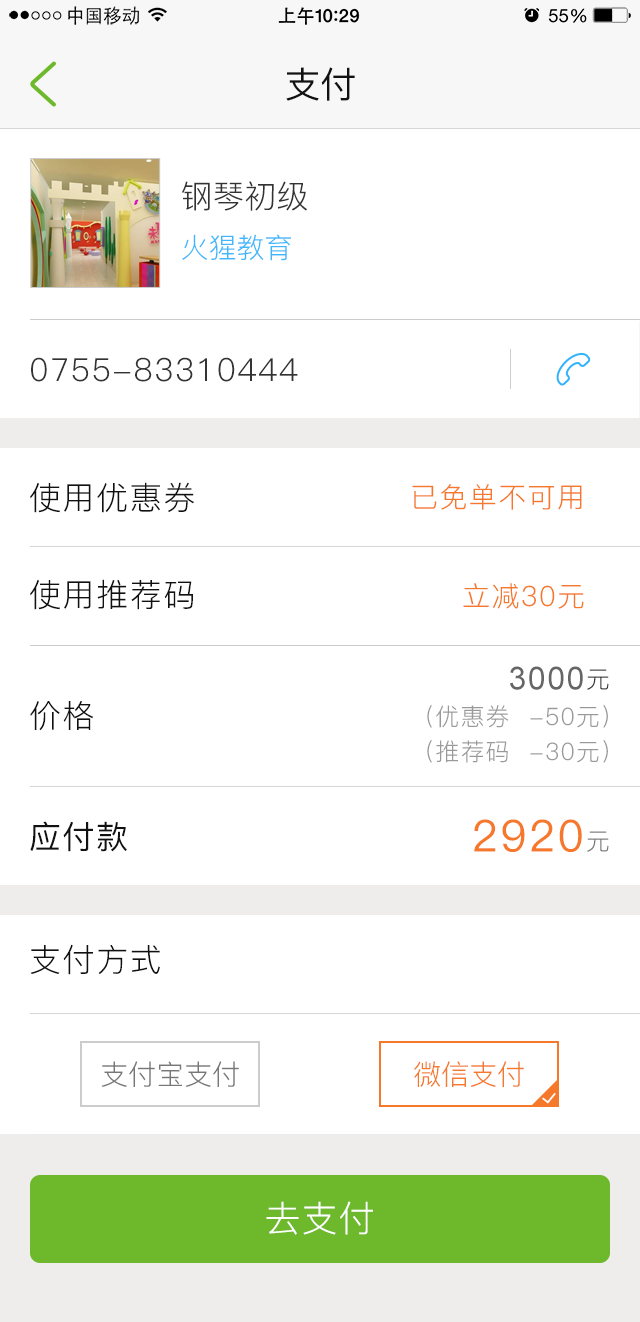 中国移动 上午10:29 55%
支付
钢琴初级
火猩教育
0755-83310444
使用优惠券 已免单不可用
使用推荐码 立减30元
价格 3000元
（优惠券 -50元）
（推荐码 -30元）
应付款 2920元
支付方式
支付宝支付 微信支付
去支付